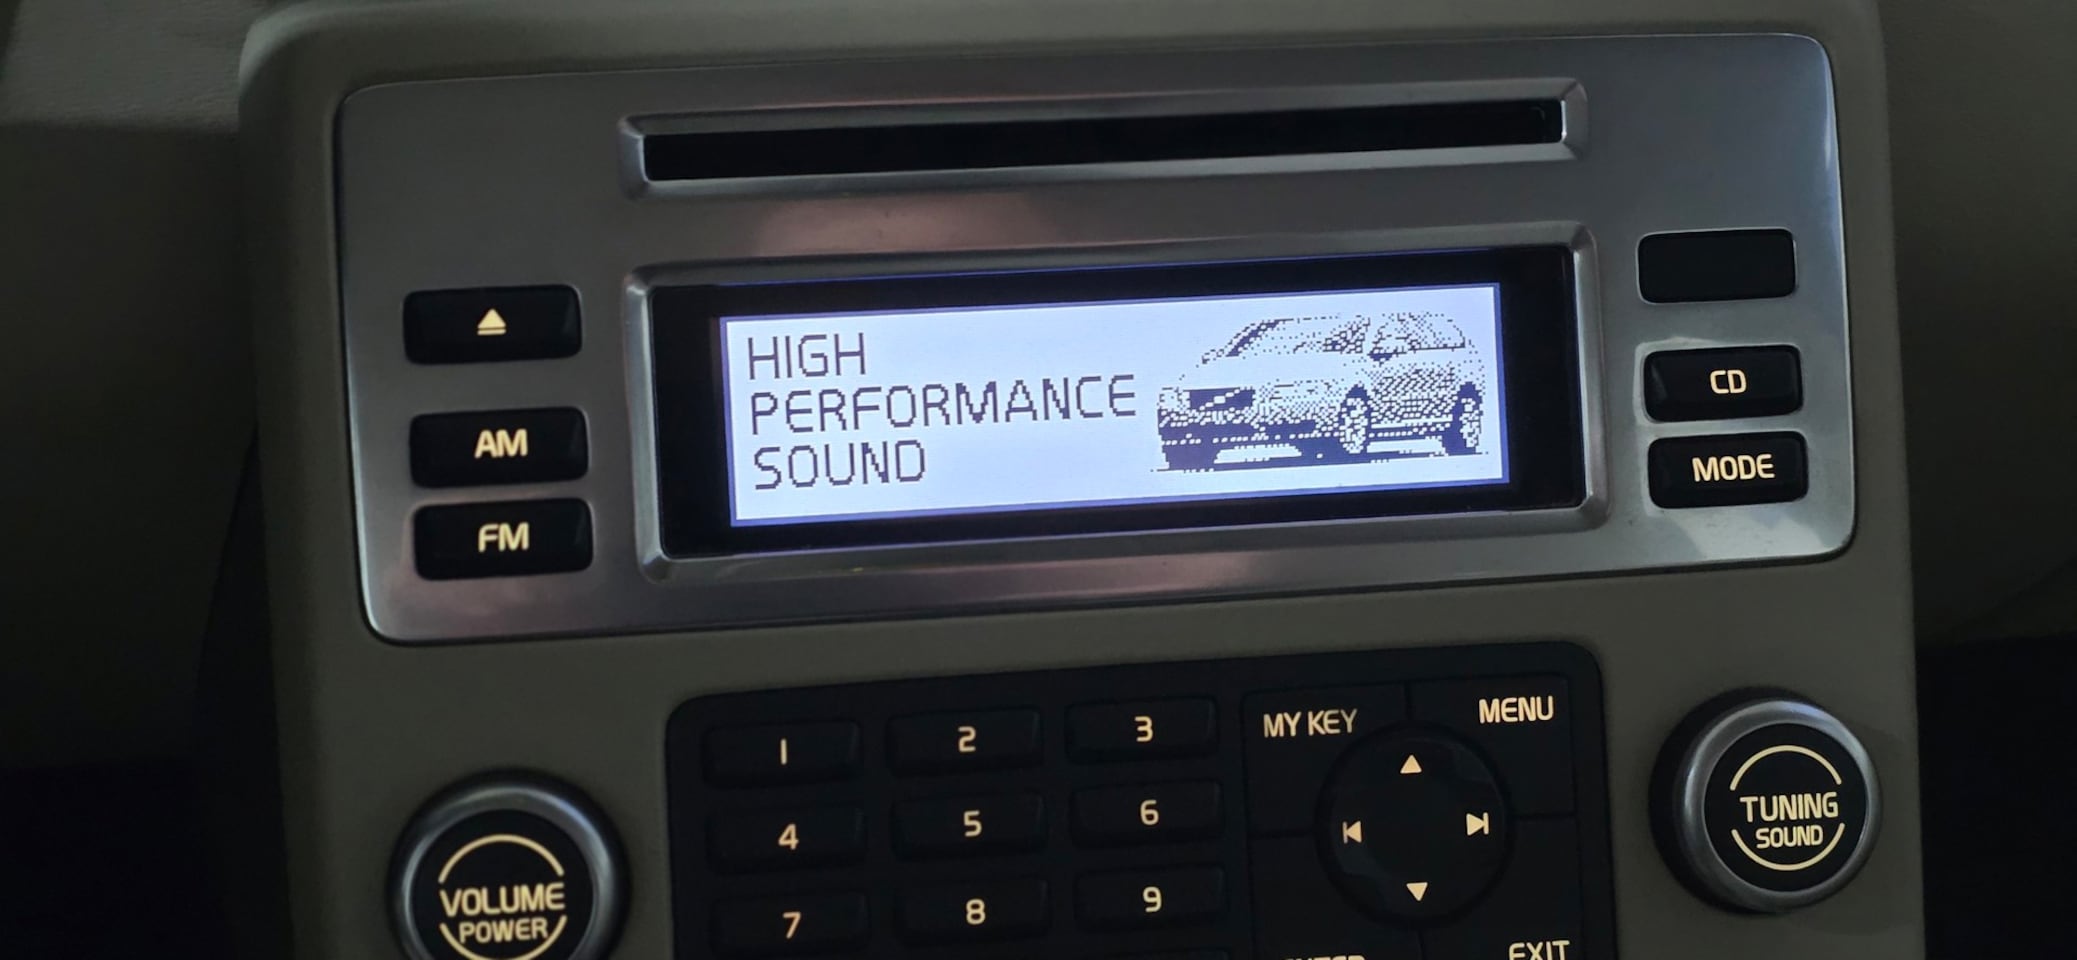 HIGH
PERFORMANCE
SOUND
AM
FM
CD
MODE
MY KEY
MENU
1 2 3
4 5 6
7 8 9
VOLUME
POWER
TUNING
SOUND
EXIT